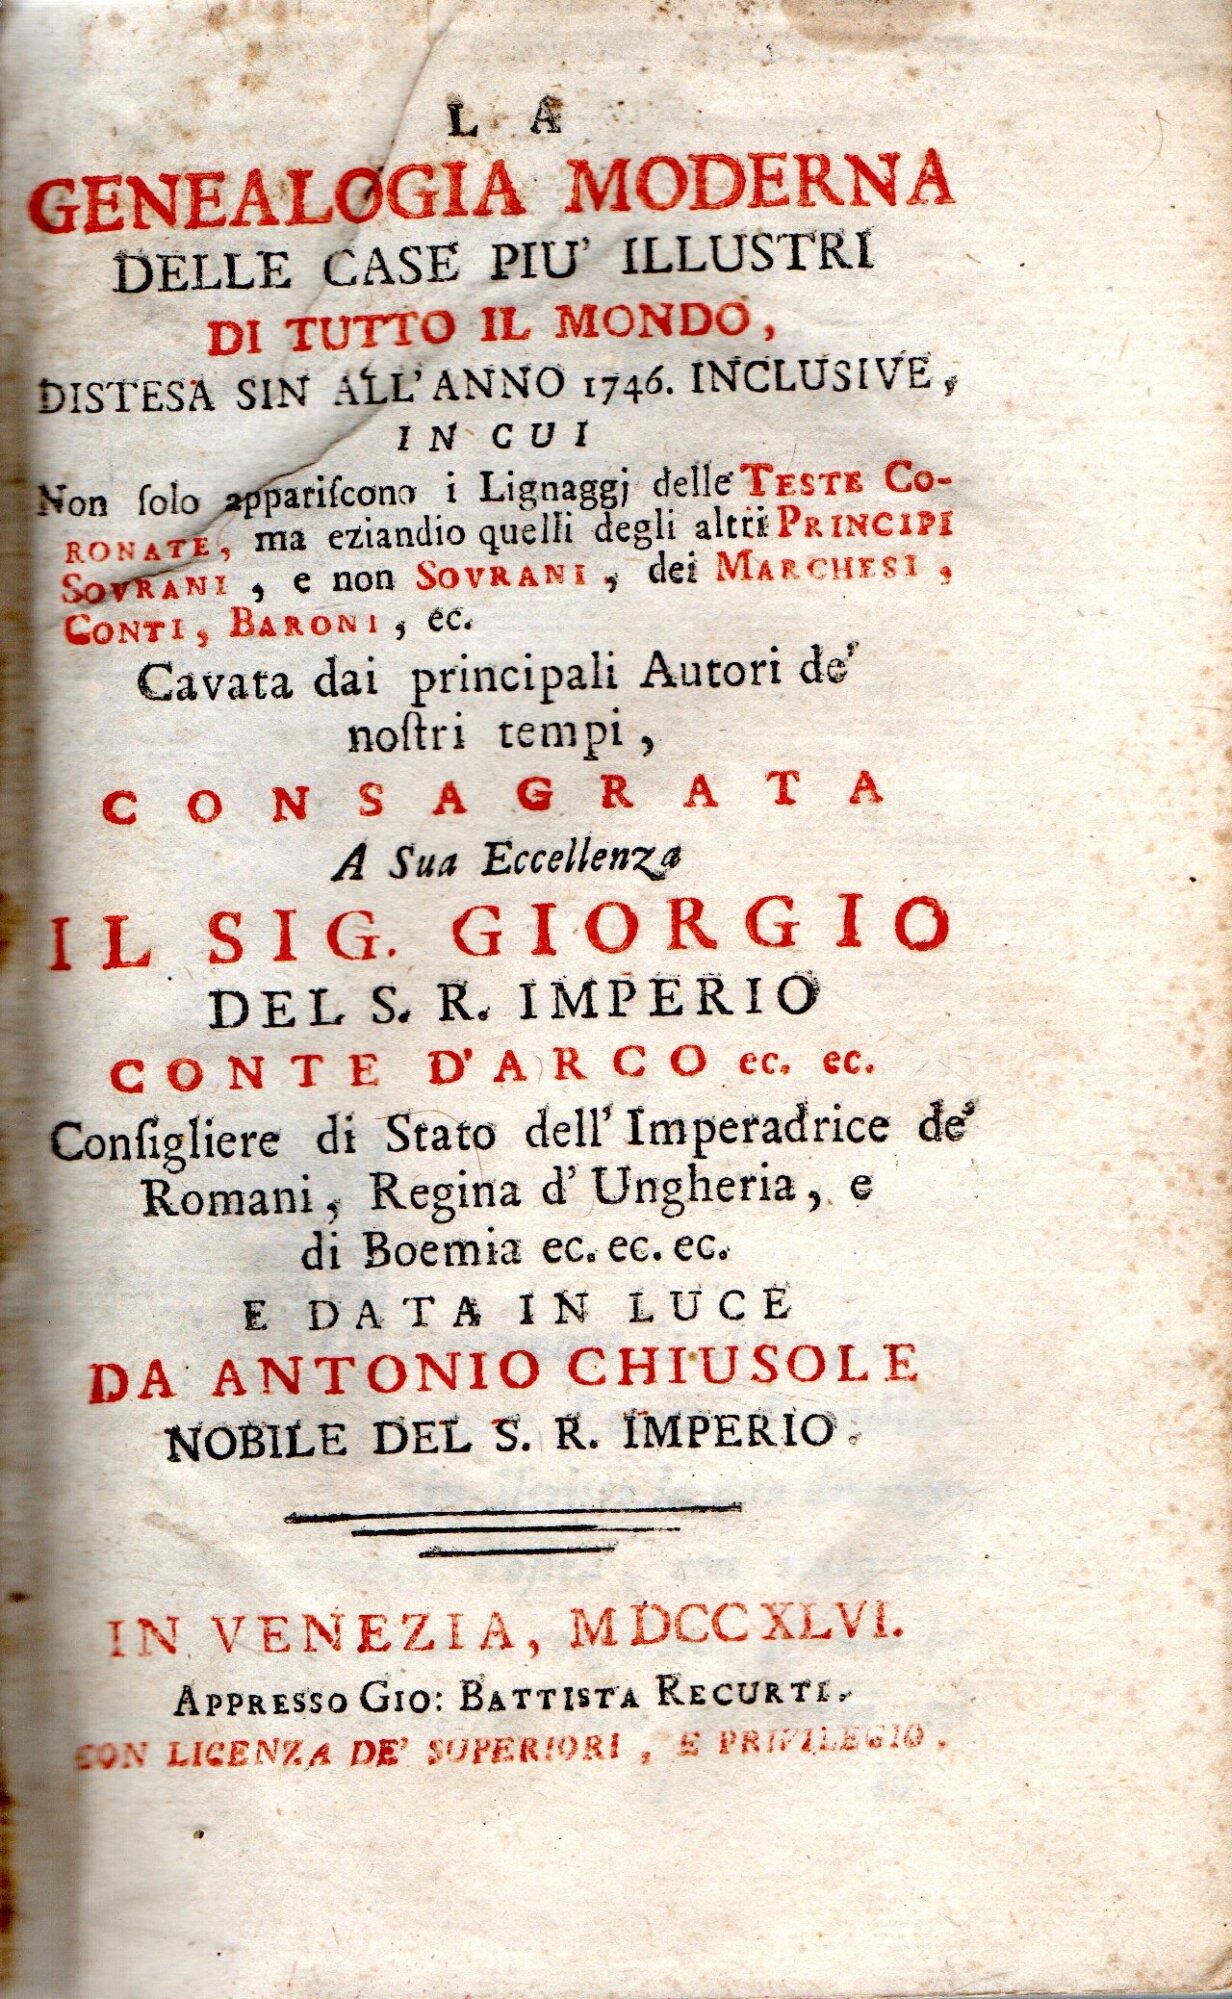 LA
GENEALOGIA MODERNA
DELLE CASE PIU' ILLUSTRI
DI TUTTO IL MONDO,
DISTESA SIN ALL'ANNO 1746. INCLUSIVE,
IN CUI
Non ſolo appariſcono i Lignaggj delle TESTE CO-
RONATE, ma eziandio quelli degli altri PRINCIPI
SOVRANI, e non SOVRANI, dei MARCHESI,
CONTI, BARONI, ec.
Cavata dai principali Autori de'
noſtri tempi,
CONSAGRATA
A Sua Eccellenza
IL SIG. GIORGIO
DEL S. R. IMPERIO
CONTE D'ARCO ec. ec.
Conſigliere di Stato dell' Imperadrice de'
Romani, Regina d' Ungheria, e
di Boemia ec. ec. ec.
E DATA IN LUCE
DA ANTONIO CHIUSOLE
NOBILE DEL S. R. IMPERIO.
IN VENEZIA, MDCCXLVI.
APPRESSO GIO: BATTISTA RECURTI.
CON LICENZA DE' SUPERIORI, E PRIVILEGIO.